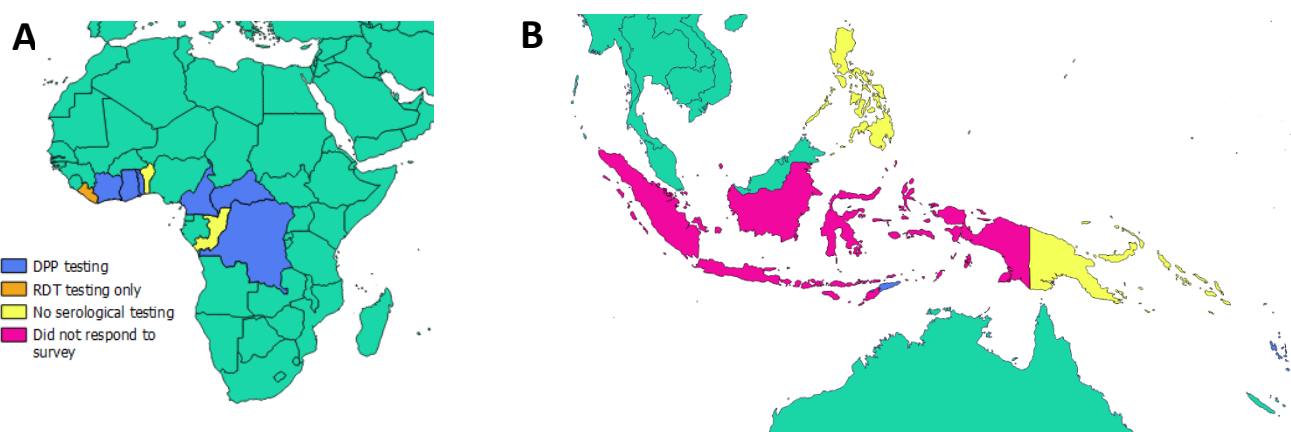 A
B
DPP testing
RDT testing only
No serological testing
Did not respond to
survey